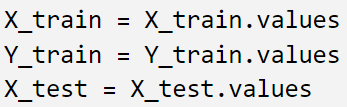 X_train = X_train.values
Y_train = Y_train.values
X_test = X_test.values